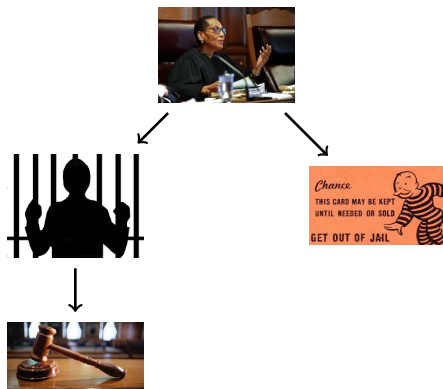 Chance
THIS CARD MAY BE KEPT
UNTIL NEEDED OR SOLD
GET OUT OF JAIL